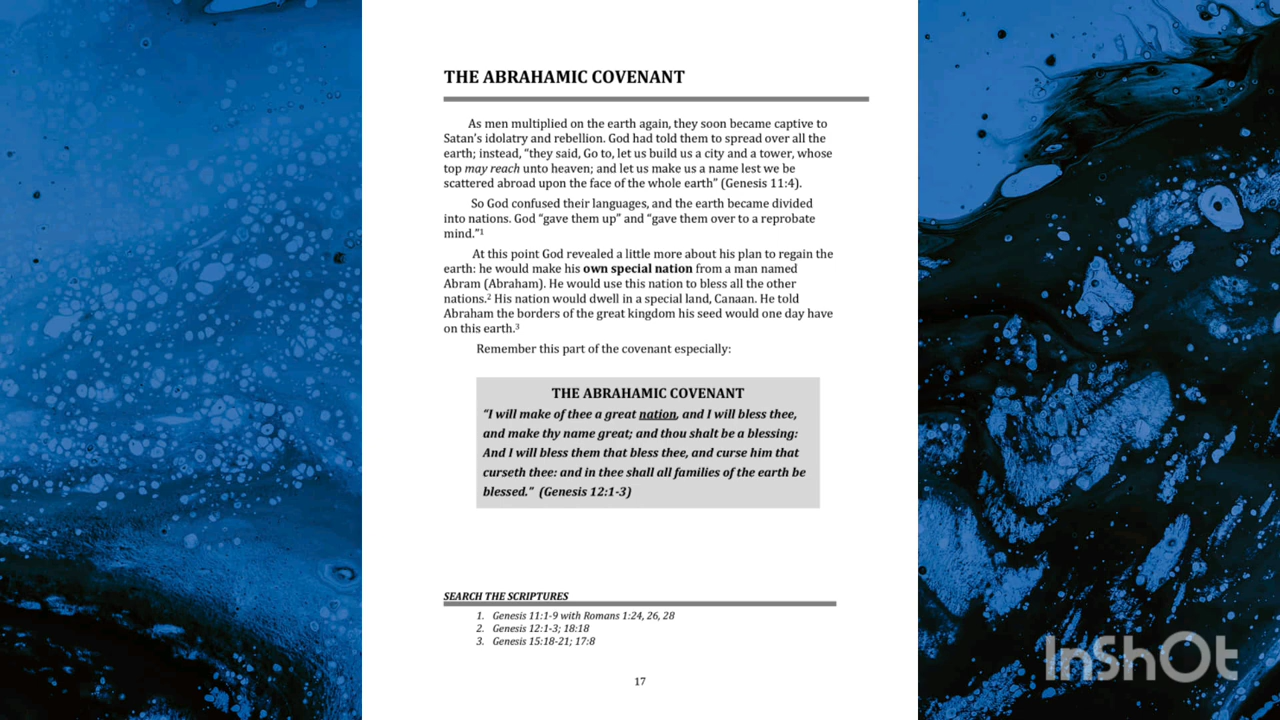 THE ABRAHAMIC COVENANT
As men multiplied on the earth again, they soon became captive to
Satan's idolatry and rebellion. God had told them to spread over all the
earth; instead, “they said, Go to, let us build us a city and a tower, whose
top may reach unto heaven; and let us make us a name lest we be
scattered abroad upon the face of the whole earth” (Genesis 11:4).
So God confused their languages, and the earth became divided
into nations. God “gave them up” and “gave them over to a reprobate
mind.”1
At this point God revealed a little more about his plan to regain the
earth: he would make his own special nation from a man named
Abram (Abraham). He would use this nation to bless all the other
nations.2 His nation would dwell in a special land, Canaan. He told
Abraham the borders of the great kingdom his seed would one day have
on this earth.3
Remember this part of the covenant especially:
THE ABRAHAMIC COVENANT
“I will make of thee a great nation, and I will bless thee,
and make thy name great; and thou shalt be a blessing:
And I will bless them that bless thee, and curse him that
curseth thee: and in thee shall all families of the earth be
blessed.” (Genesis 12:1-3)
SEARCH THE SCRIPTURES
1. Genesis 11:1-9 with Romans 1:24, 26, 28
2. Genesis 12:1-3; 18:18
3. Genesis 15:18-21; 17:8
17
InShOt